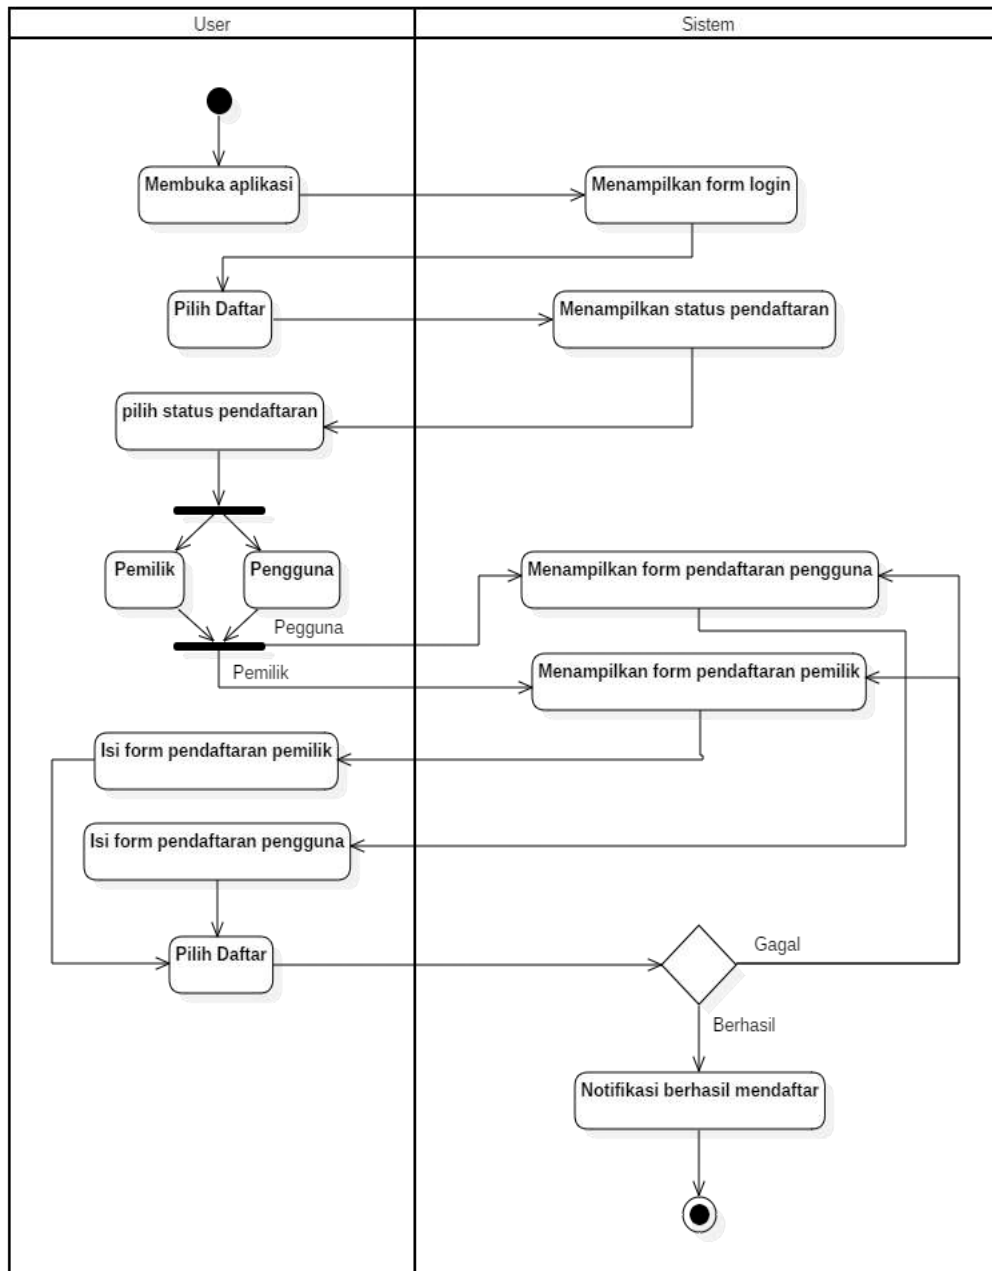 User
Sistem
Membuka aplikasi
Menampilkan form login
Pilih Daftar
Menampilkan status pendaftaran
pilih status pendaftaran
Pemilik
Pengguna
Menampilkan form pendaftaran pengguna
Pegguna
Pemilik
Menampilkan form pendaftaran pemilik
Isi form pendaftaran pemilik
Isi form pendaftaran pengguna
Pilih Daftar
Gagal
Berhasil
Notifikasi berhasil mendaftar